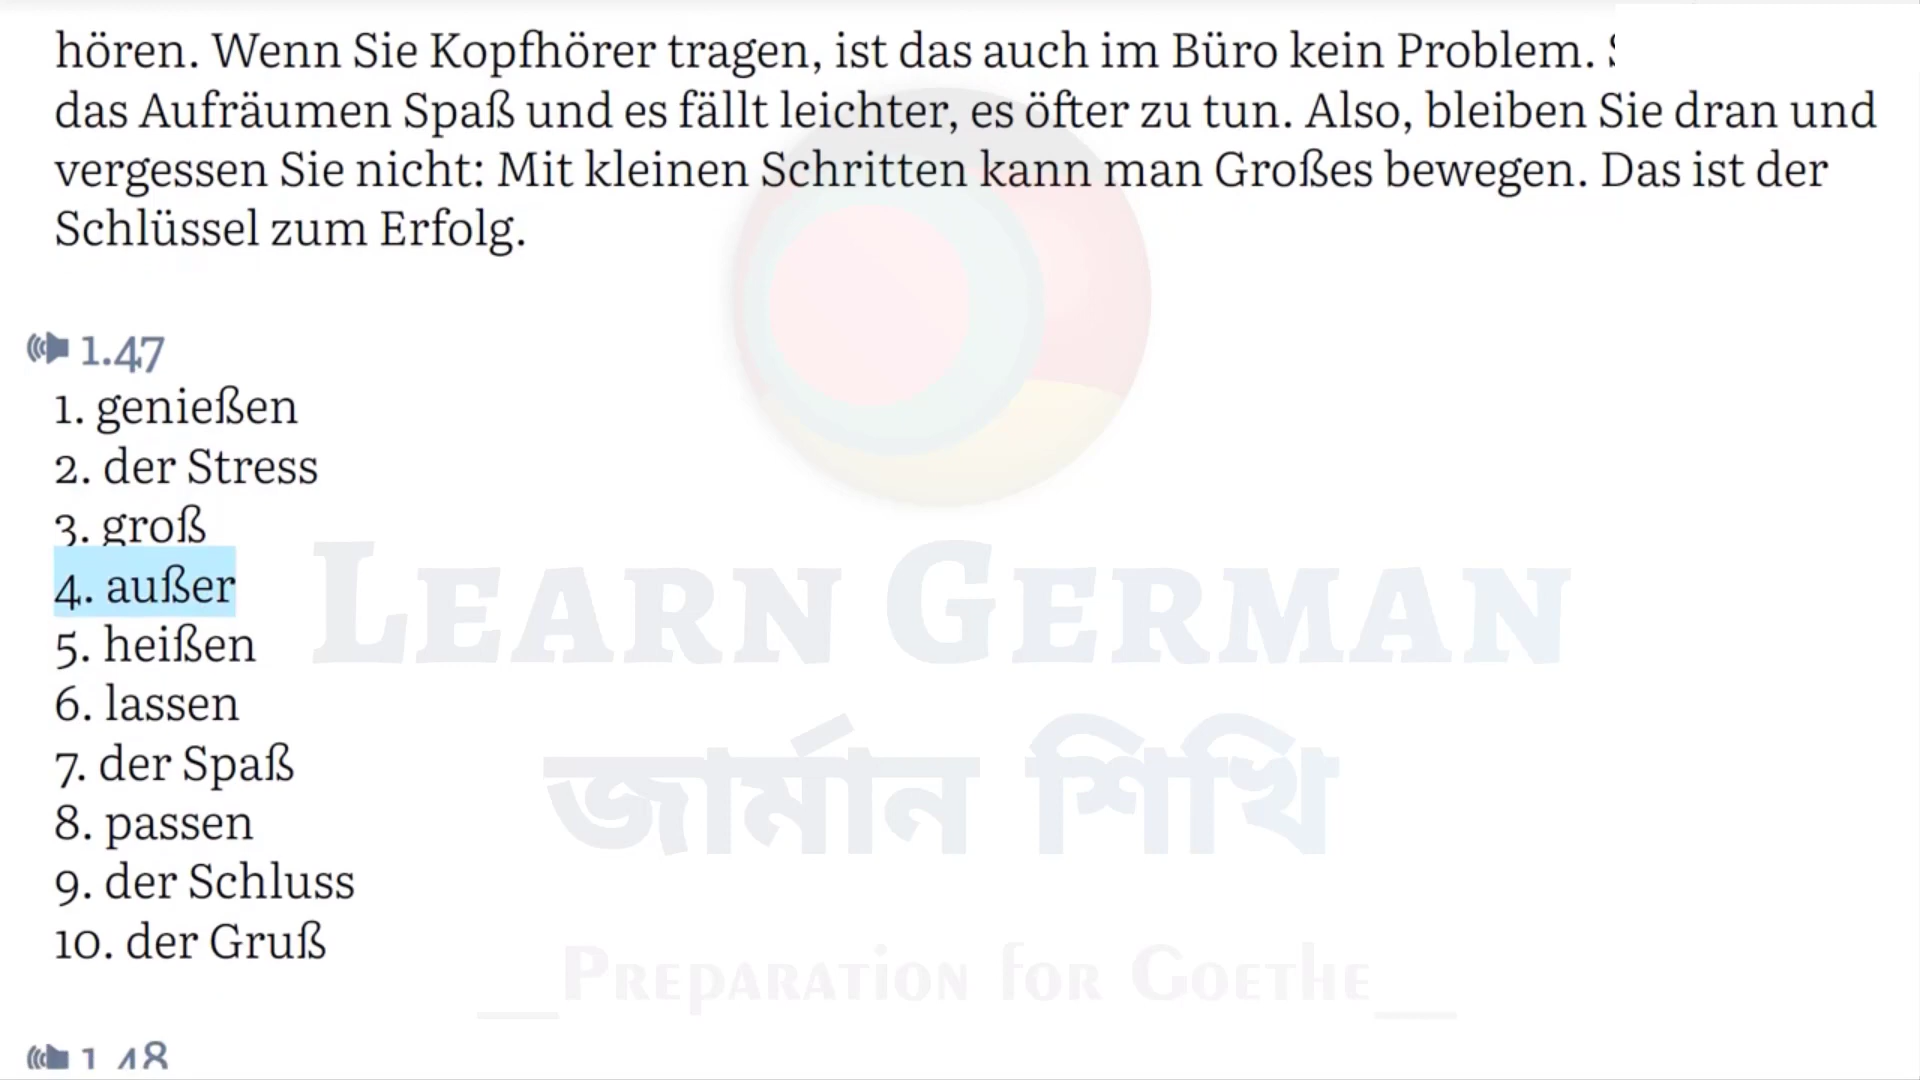 hören. Wenn Sie Kopfhörer tragen, ist das auch im Büro kein Problem.
das Aufräumen Spaß und es fällt leichter, es öfter zu tun. Also, bleiben Sie dran und
vergessen Sie nicht: Mit kleinen Schritten kann man Großes bewegen. Das ist der
Schlüssel zum Erfolg.
1.47
1. genießen
2. der Stress
3. groß
4. außer
5. heißen
6. lassen
7. der Spaß
8. passen
9. der Schluss
10. der Gruß
Learn German
জার্মান শিখি
Preparation for Goethe
1.48